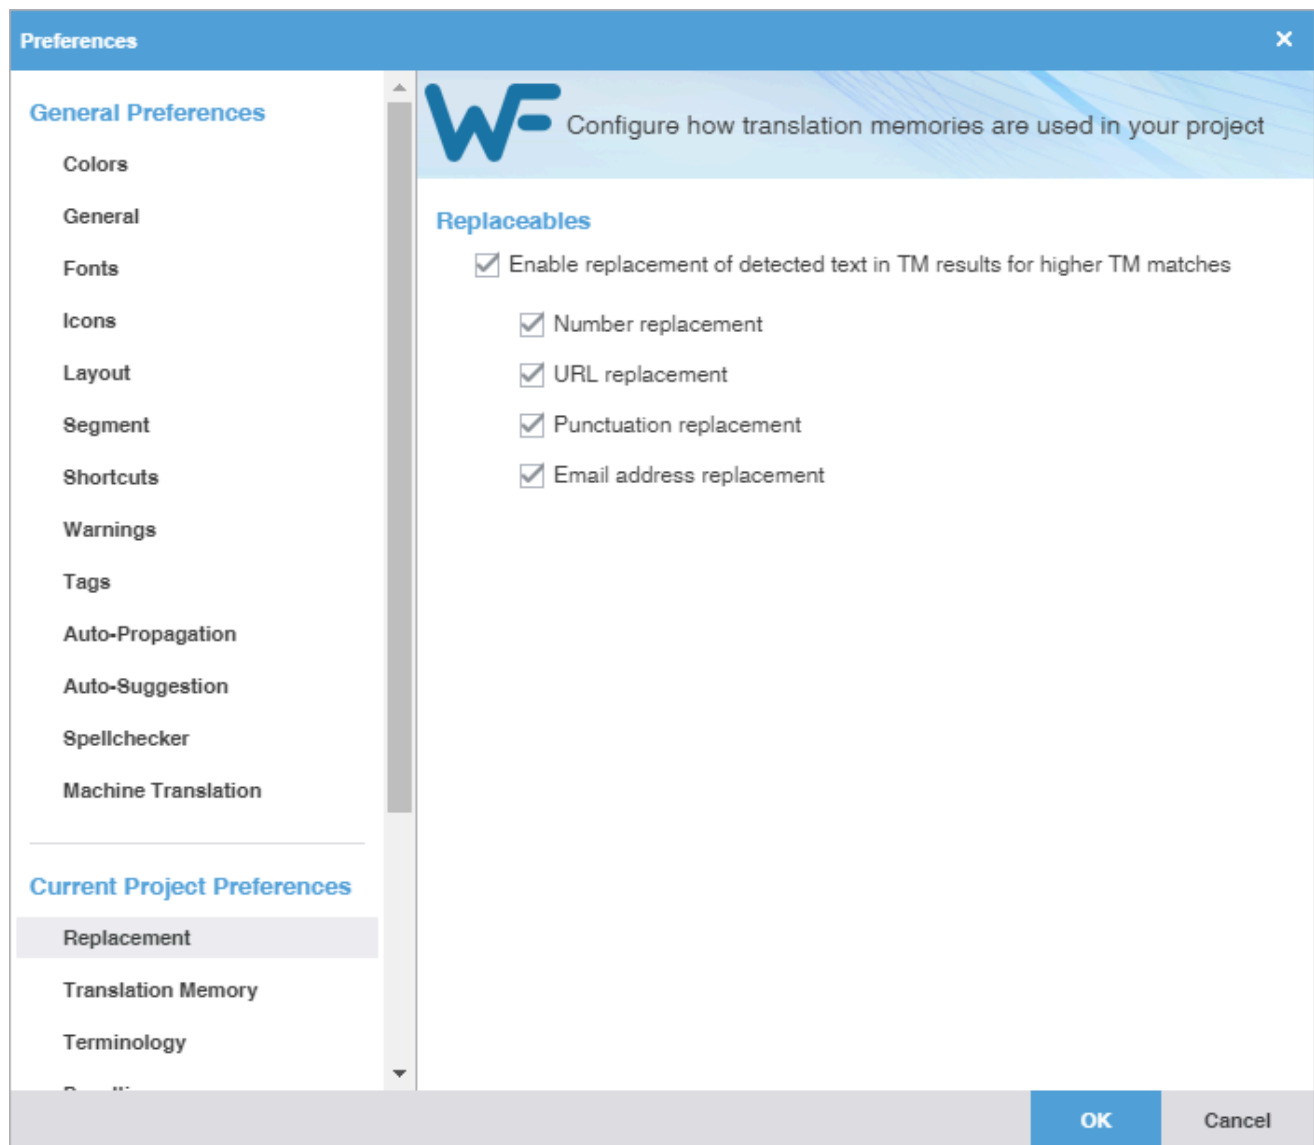 Preferences
General Preferences
Colors
General
Fonts
Icons
Layout
Segment
Shortcuts
Warnings
Tags
Auto-Propagation
Auto-Suggestion
Spellchecker
Machine Translation
Current Project Preferences
Replacement
Translation Memory
Terminology
WF
Configure how translation memories are used in your project
Replaceables
Enable replacement of detected text in TM results for higher TM matches
Number replacement
URL replacement
Punctuation replacement
Email address replacement
OK
Cancel